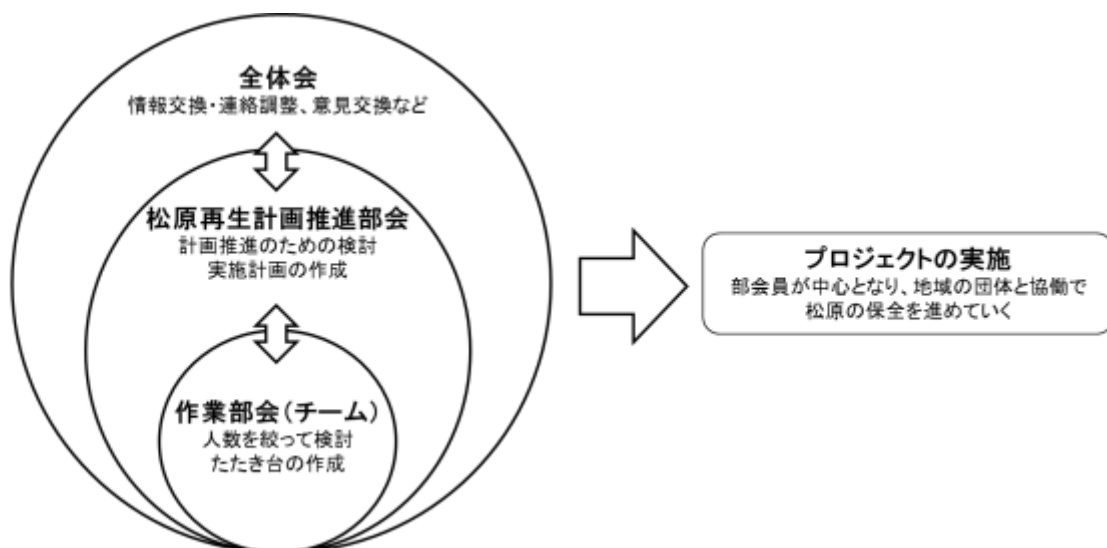 全体会
情報交換・連絡調整、意見交換など
松原再生計画推進部会
計画推進のための検討
実施計画の作成
作業部会(チーム)
人数を絞って検討
たたき台の作成
プロジェクトの実施
部会員が中心となり、地域の団体と協働で
松原の保全を進めていく